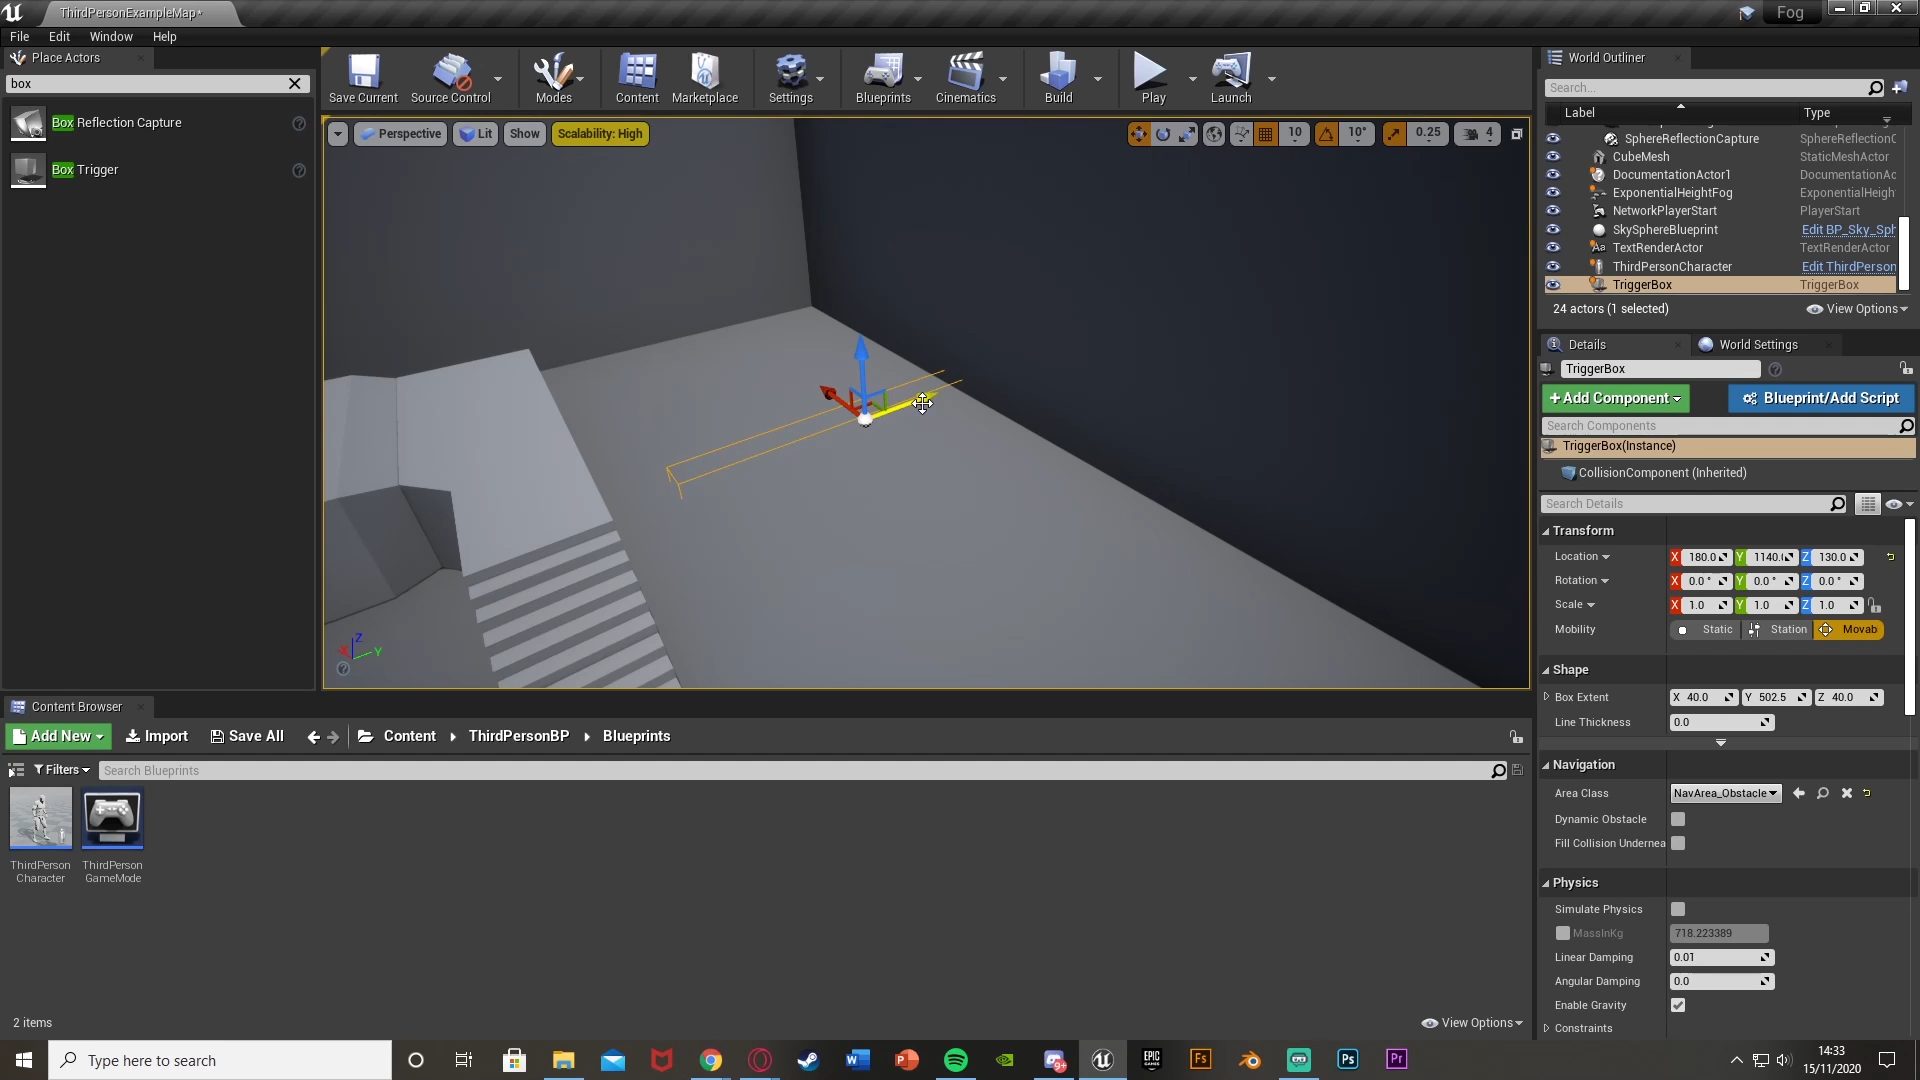 ThirdPersonExampleMap*
Fog
File Edit Window Help
Place Actors
box
Box Reflection Capture
Box Trigger
Save Current
Source Control
Modes
Content
Marketplace
Settings
Blueprints
Cinematics
Build
Play
Launch
Perspective
Lit
Show
Scalability: High
10
10°
0.25
4
Z
X
Y
World Outliner
Search...
Label Type
SphereReflectionCapture SphereReflectionC
CubeMesh StaticMeshActor
DocumentationActor1 DocumentationAc
ExponentialHeightFog ExponentialHeigh
NetworkPlayerStart PlayerStart
SkySphereBlueprint Edit BP_Sky_Sph
TextRenderActor TextRenderActor
ThirdPersonCharacter Edit ThirdPerson
TriggerBox TriggerBox
24 actors (1 selected) View Options
Details World Settings
TriggerBox
+Add Component Blueprint/Add Script
Search Components
TriggerBox(Instance)
CollisionComponent (Inherited)
Search Details
Transform
Location X 180.0 Y 1140.( Z 130.0
Rotation X 0.0 ° Y 0.0 ° Z 0.0 °
Scale X 1.0 Y 1.0 Z 1.0
Mobility Static Station Movab
Shape
Box Extent X 40.0 Y 502.5 Z 40.0
Line Thickness 0.0
Navigation
Area Class NavArea_Obstacle
Dynamic Obstacle
Fill Collision Undernea
Physics
Simulate Physics
MassInKg 718.223389
Linear Damping 0.01
Angular Damping 0.0
Enable Gravity
Constraints
Content Browser
Add New Import Save All Content ThirdPersonBP Blueprints
Filters Search Blueprints
ThirdPerson
Character
ThirdPerson
GameMode
2 items View Options
Type here to search
14:33
15/11/2020